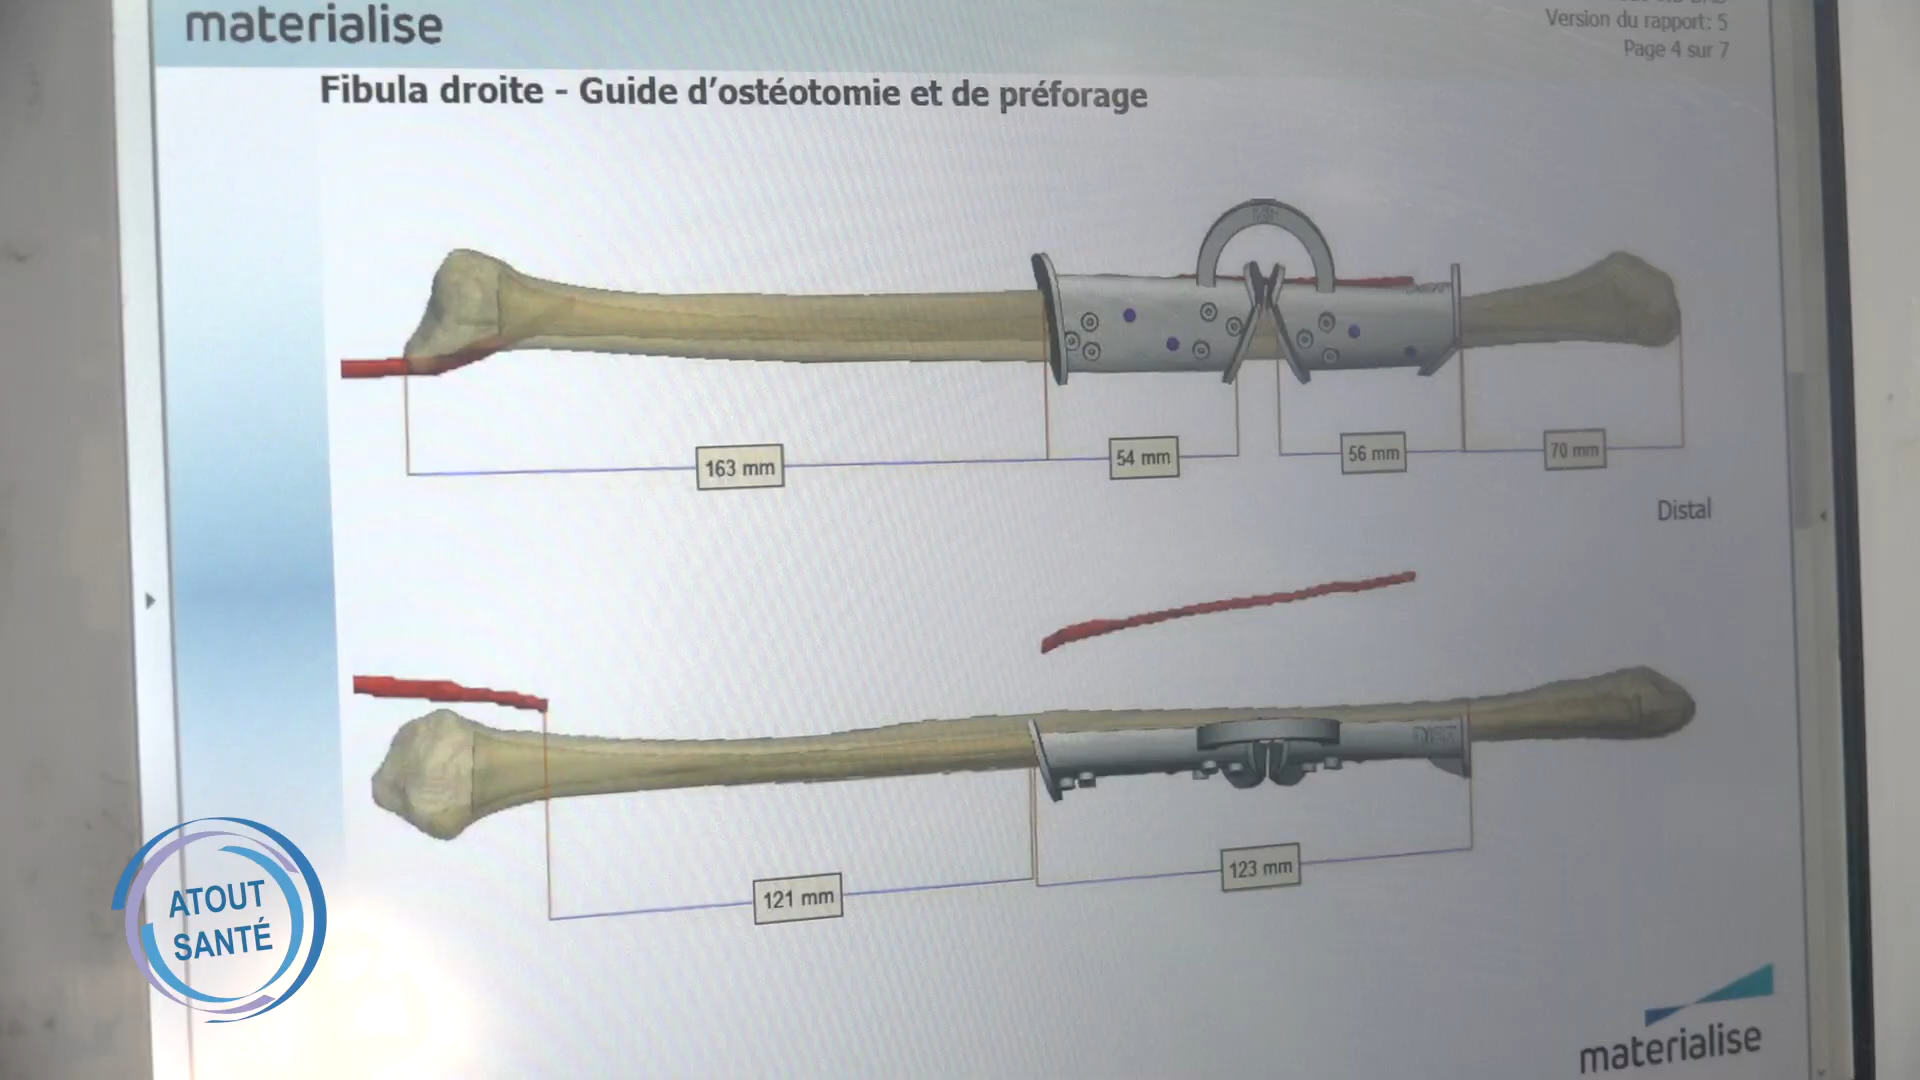 materialise
Version du rapport: 5
Page 4 sur 7
Fibula droite - Guide d'ostéotomie et de préforage
163 mm
54 mm
56 mm
70 mm
Distal
121 mm
123 mm
ATOUT
SANTÉ
materialise